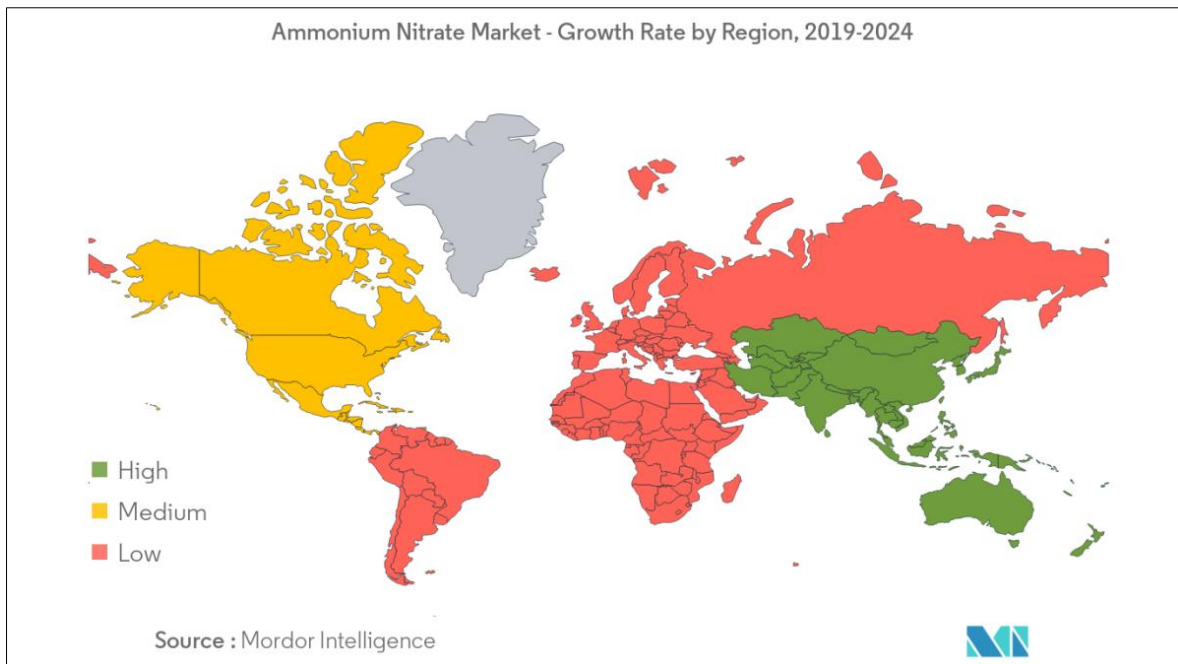 Ammonium Nitrate Market - Growth Rate by Region, 2019-2024
High
Medium
Low
Source : Mordor Intelligence